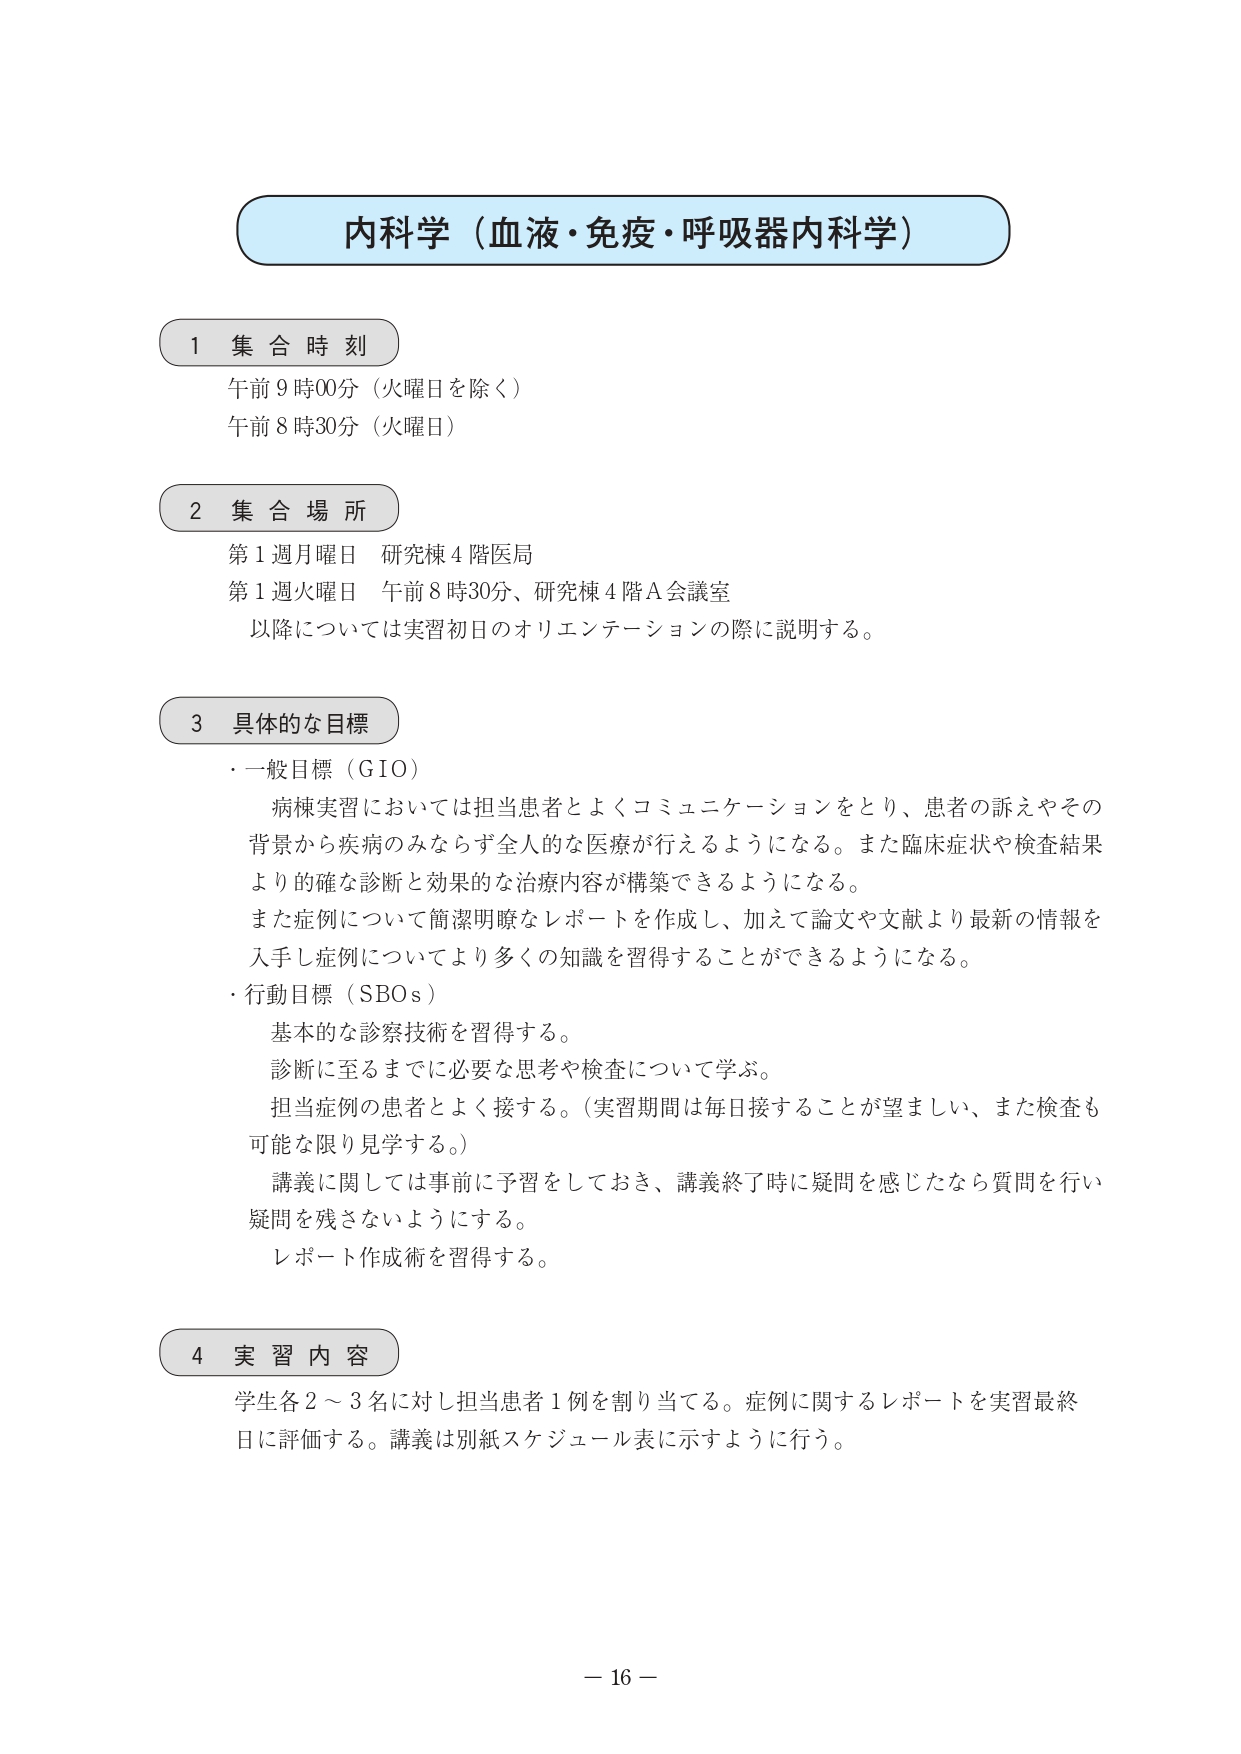 内科学（血液・免疫・呼吸器内科学）
1　集合時刻
午前９時00分（火曜日を除く）
午前８時30分（火曜日）
2　集合場所
第１週月曜日　研究棟４階医局
第１週火曜日　午前８時30分、研究棟４階Ａ会議室
以降については実習初日のオリエンテーションの際に説明する。
3　具体的な目標
・一般目標（GIO）
病棟実習においては担当患者とよくコミュニケーションをとり、患者の訴えやその
背景から疾病のみならず全人的な医療が行えるようになる。また臨床症状や検査結果
より的確な診断と効果的な治療内容が構築できるようになる。
また症例について簡潔明瞭なレポートを作成し、加えて論文や文献より最新の情報を
入手し症例についてより多くの知識を習得することができるようになる。
・行動目標（SBOs）
基本的な診察技術を習得する。
診断に至るまでに必要な思考や検査について学ぶ。
担当症例の患者とよく接する。（実習期間は毎日接することが望ましい、また検査も
可能な限り見学する。）
講義に関しては事前に予習をしておき、講義終了時に疑問を感じたなら質問を行い
疑問を残さないようにする。
レポート作成術を習得する。
4　実習内容
学生各２～３名に対し担当患者１例を割り当てる。症例に関するレポートを実習最終
日に評価する。講義は別紙スケジュール表に示すように行う。
― 16 ―